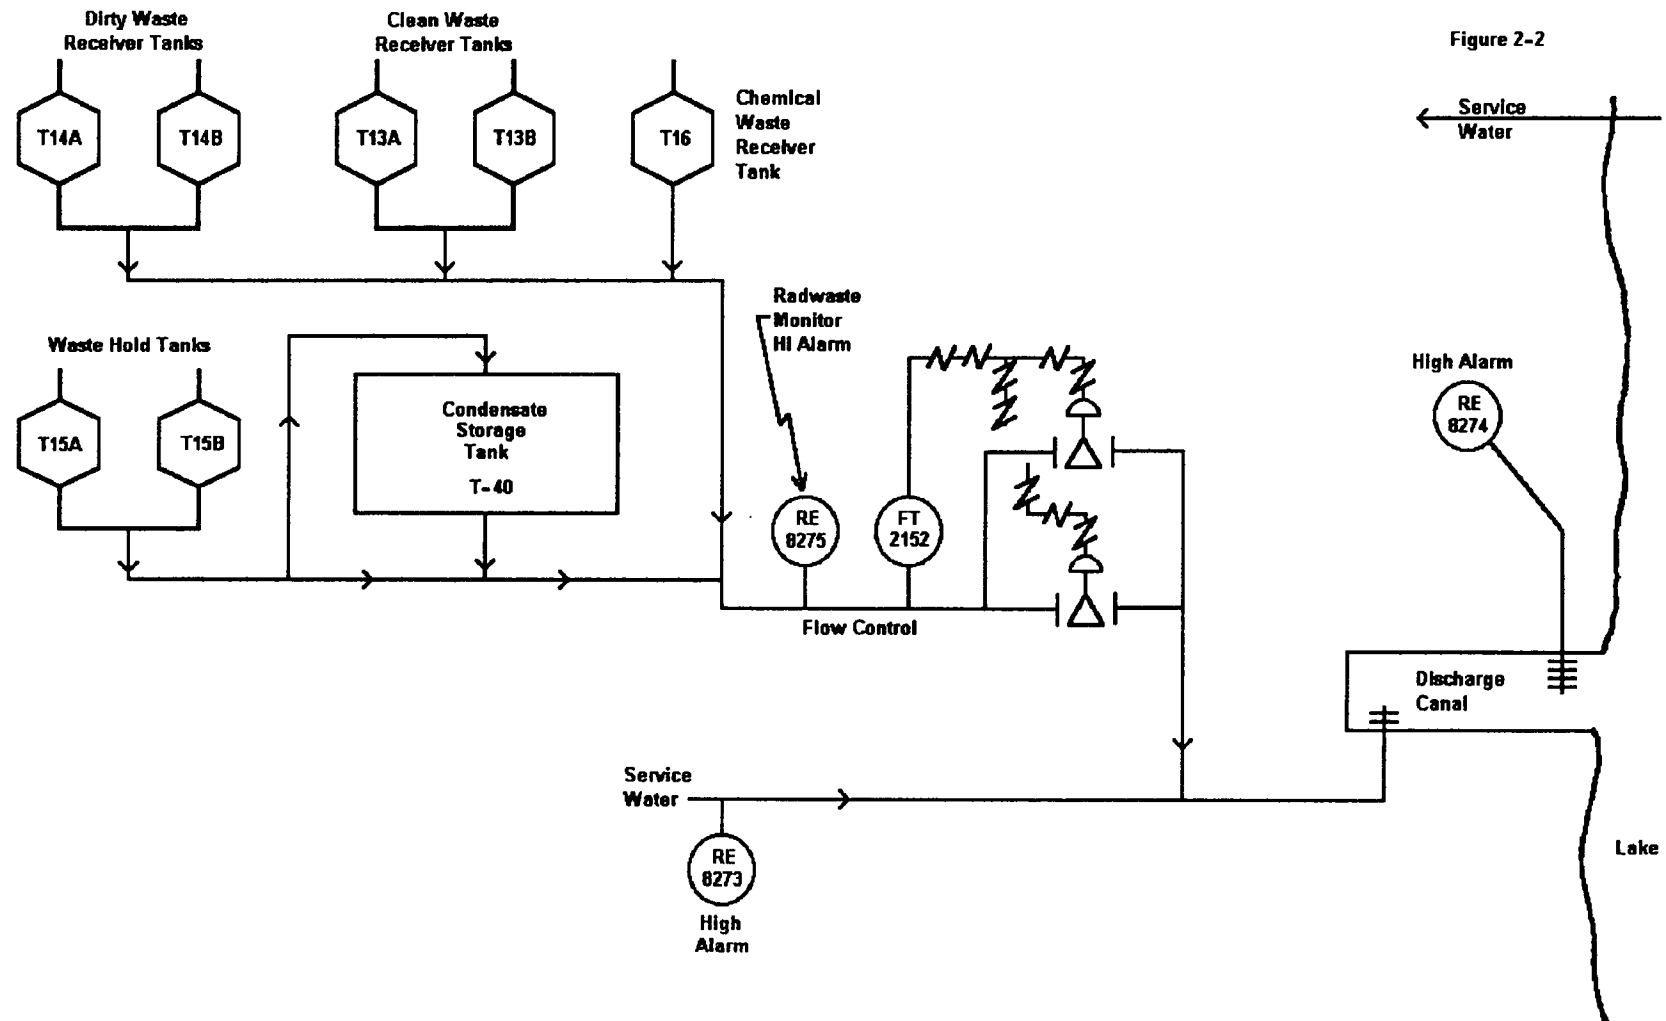 Dirty Waste
Receiver Tanks
Clean Waste
Receiver Tanks
Figure 2-2
T14A
T14B
T13A
T13B
T16
Chemical
Waste
Receiver
Tank
Service
Water
Waste Hold Tanks
T15A
T15B
Condensate
Storage
Tank
T-40
Radwaste
Monitor
Hi Alarm
RE
8275
FT
2152
Flow Control
High Alarm
RE
8274
Discharge
Canal
Service
Water
RE
8273
High
Alarm
Lake